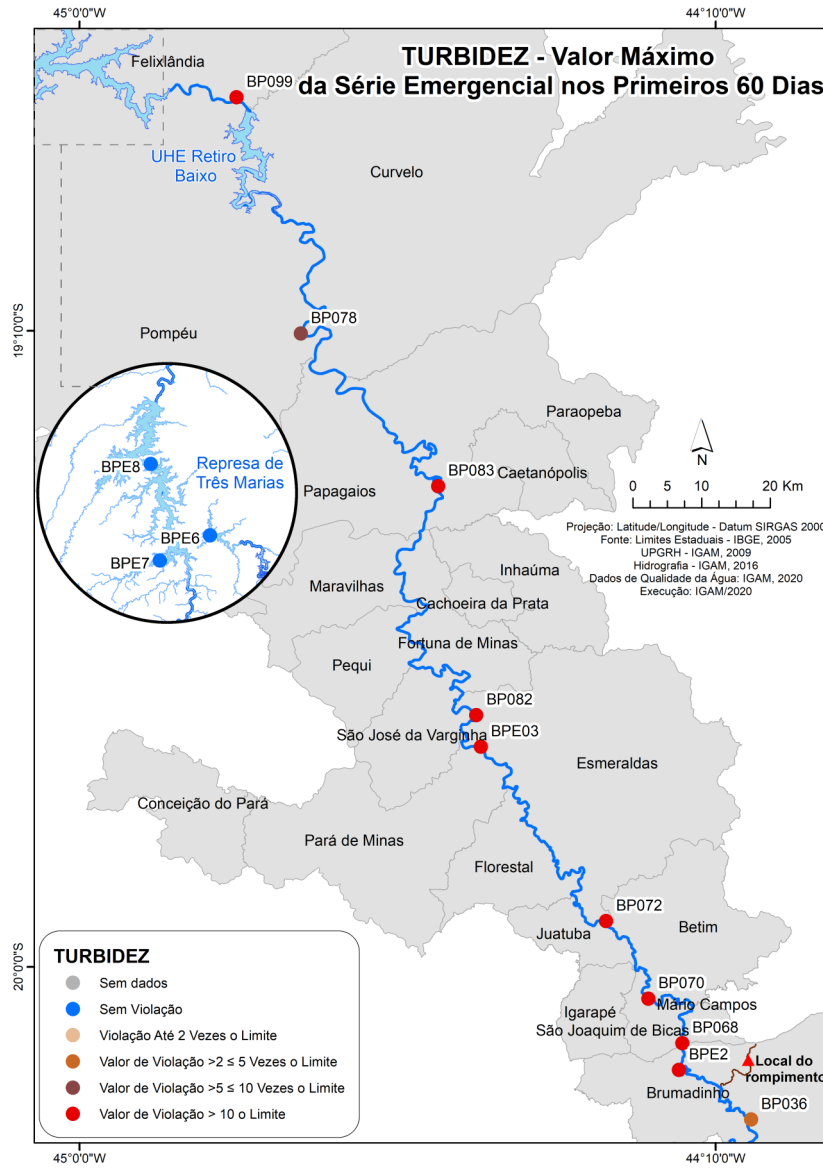 45°0'0"W
44°10'0"W
TURBIDEZ - Valor Máximo
da Série Emergencial nos Primeiros 60 Dias
Felixlândia
BP099
UHE Retiro
Baixo
Curvelo
19°10'0"S
BP078
Pompéu
Paraopeba
BPE8
Represa de
Três Marias
BP083
Caetanópolis
Papagaios
N
0 5 10 20 Km
BPE6
BPE7
Projeção: Latitude/Longitude - Datum SIRGAS 2000
Fonte: Limites Estaduais - IBGE, 2005
UPGRH - IGAM, 2009
Hidrografia - IGAM, 2016
Dados de Qualidade da Água: IGAM, 2020
Execução: IGAM/2020
Inhaúma
Maravilhas
Cachoeira da Prata
Fortuna de Minas
Pequi
BP082
São José da Varginha
BPE03
Esmeraldas
Conceição do Pará
Pará de Minas
Florestal
BP072
Juatuba
Betim
20°0'0"S
BP070
Igarapé
Mário Campos
São Joaquim de Bicas
BP068
BPE2
Local do
rompimento
Brumadinho
BP036
TURBIDEZ
Sem dados
Sem Violação
Violação Até 2 Vezes o Limite
Valor de Violação >2 ≤ 5 Vezes o Limite
Valor de Violação >5 ≤ 10 Vezes o Limite
Valor de Violação > 10 o Limite
45°0'0"W
44°10'0"W